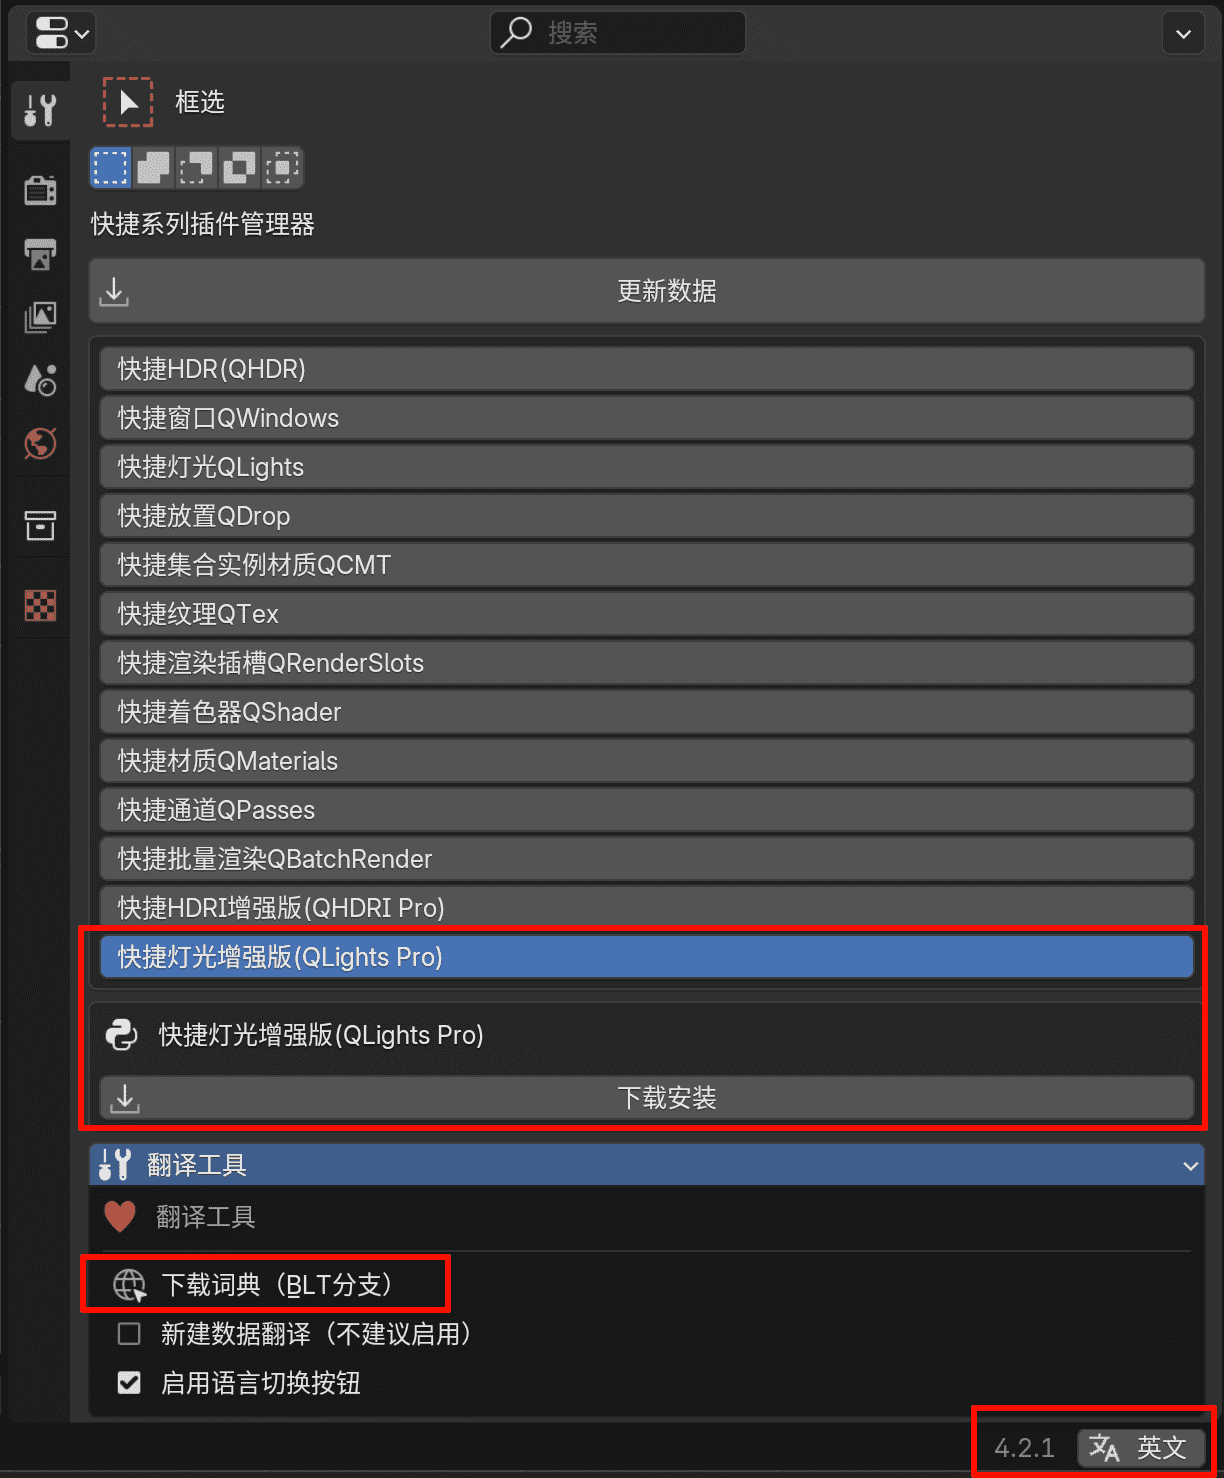 搜索
框选
快捷系列插件管理器
更新数据
快捷HDR(QHDR)
快捷窗口QWindows
快捷灯光QLights
快捷放置QDrop
快捷集合实例材质QCMT
快捷纹理QTex
快捷渲染插槽QRenderSlots
快捷着色器QShader
快捷材质QMaterials
快捷通道QPasses
快捷批量渲染QBatchRender
快捷HDRI增强版(QHDRI Pro)
快捷灯光增强版(QLights Pro)
快捷灯光增强版(QLights Pro)
下载安装
翻译工具
翻译工具
下载词典（BLT分支）
新建数据翻译（不建议启用）
启用语言切换按钮
4.2.1 英文